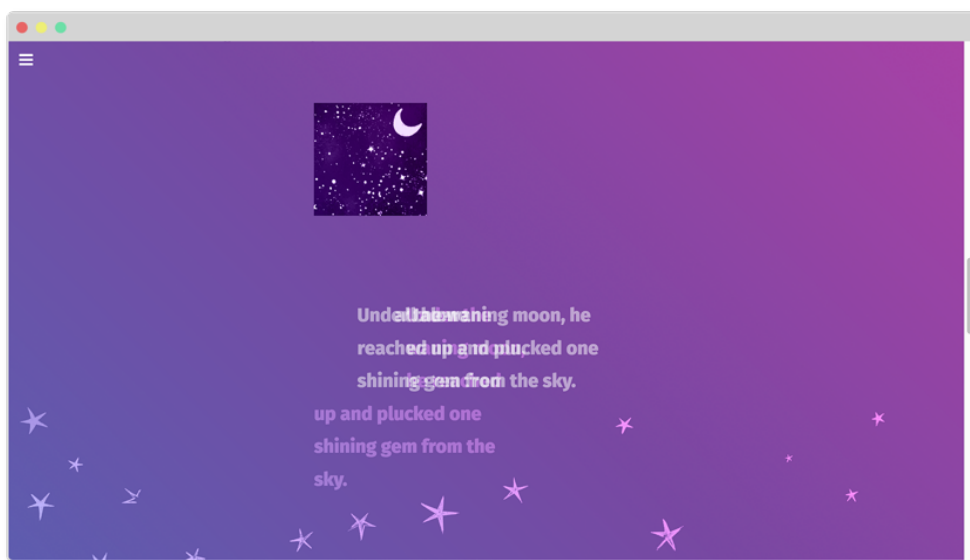 Under the waning moon, he
reached up and plucked one
shining gem from the sky.
up and plucked one
shining gem from the
sky.